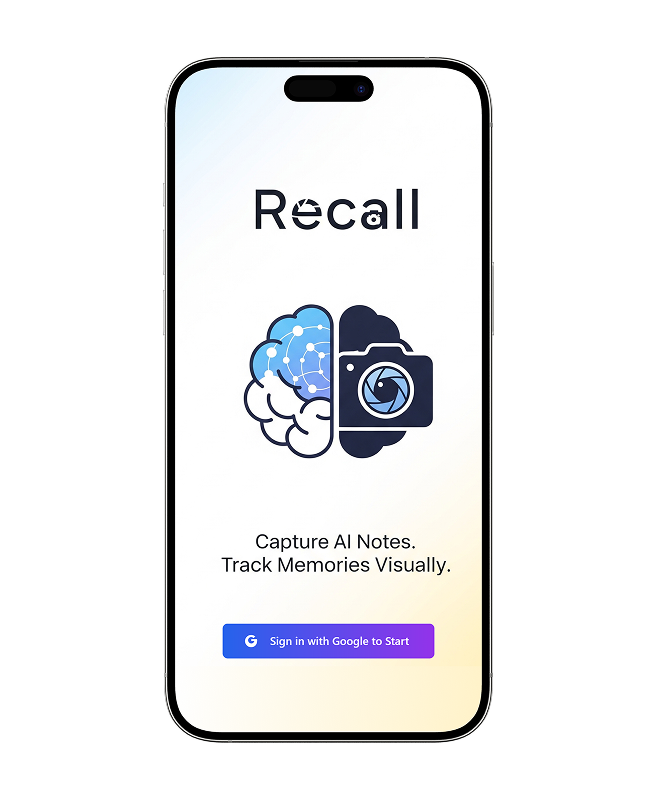 Recall
Capture AI Notes.
Track Memories Visually.
G Sign in with Google to Start